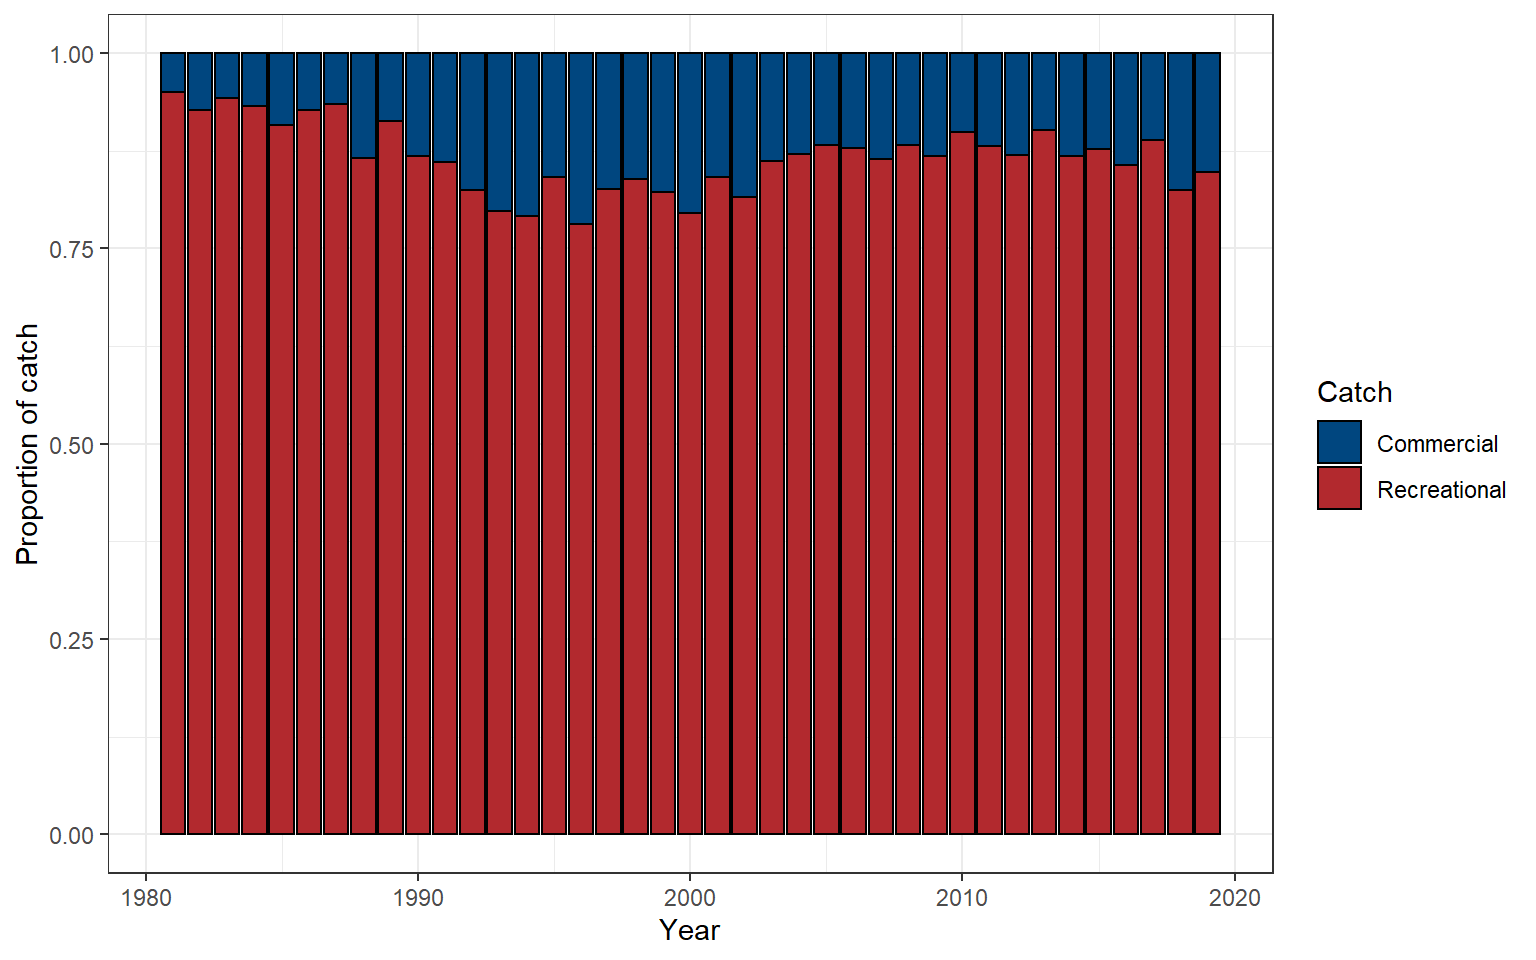 1.00
0.75
0.50
0.25
0.00
Proportion of catch
1980 1990 2000 2010 2020
Year
Catch
Commercial
Recreational